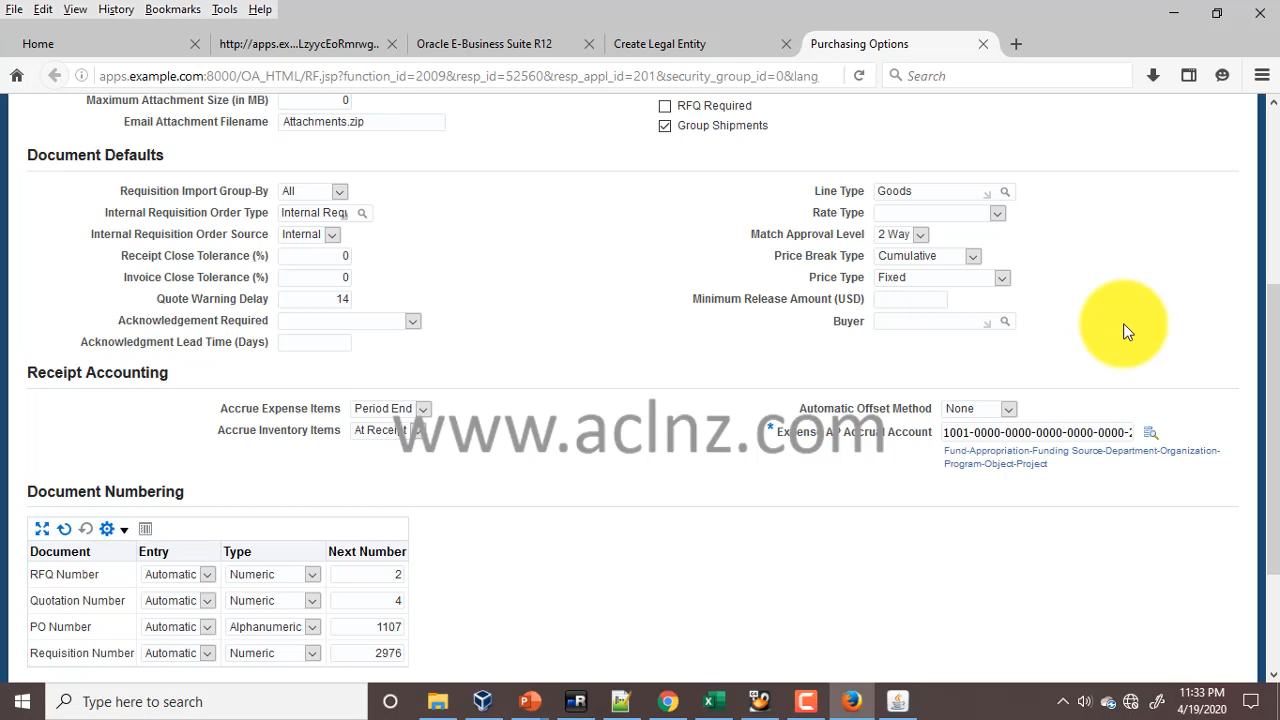 File Edit View History Bookmarks Tools Help
Home http://apps.ex...LzyycEoRmrwg.. Oracle E-Business Suite R12 Create Legal Entity Purchasing Options
apps.example.com:8000/OA_HTML/RF.jsp?function_id=2009&resp_id=52560&resp_appl_id=201&security_group_id=0&lang_ Search
Maximum Attachment Size (in MB) 0 RFQ Required
Email Attachment Filename Attachments.zip Group Shipments
Document Defaults
Requisition Import Group-By All Line Type Goods
Internal Requisition Order Type Internal Requ Rate Type
Internal Requisition Order Source Internal Match Approval Level 2 Way
Receipt Close Tolerance (%) 0 Price Break Type Cumulative
Invoice Close Tolerance (%) 0 Price Type Fixed
Quote Warning Delay 14 Minimum Release Amount (USD)
Acknowledgement Required Buyer
Acknowledgment Lead Time (Days)
Receipt Accounting
Accrue Expense Items Period End Automatic Offset Method None
Accrue Inventory Items At Receipt * Expense AP Accrual Account 1001-0000-0000-0000-0000-0000-2
www.aclnz.com
Fund-Appropriation-Funding Source-Department-Organization-
Program-Object-Project
Document Numbering
Document Entry Type Next Number
RFQ Number Automatic Numeric 2
Quotation Number Automatic Numeric 4
PO Number Automatic Alphanumeric 1107
Requisition Number Automatic Numeric 2976
Type here to search 11:33 PM
4/19/2020